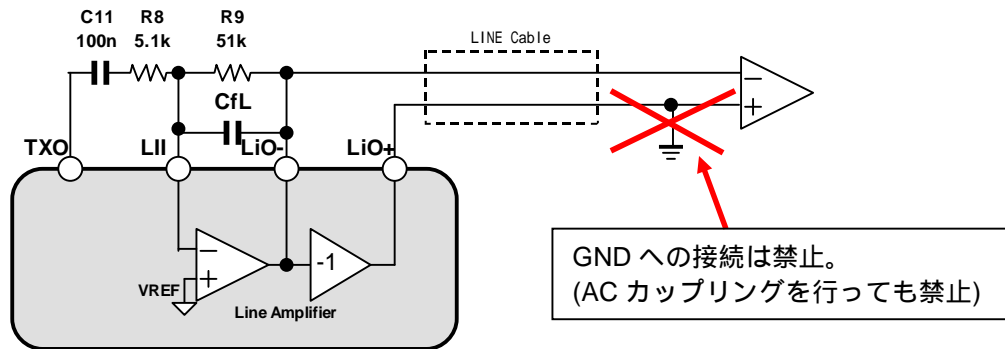 C11
100n
R8
5.1k
R9
51k
LINE Cable
CfL
TXO
LII
LiO-
LiO+
−
+
−
+
VREF
-1
Line Amplifier
GND への接続は禁止。
(AC カップリングを行っても禁止)